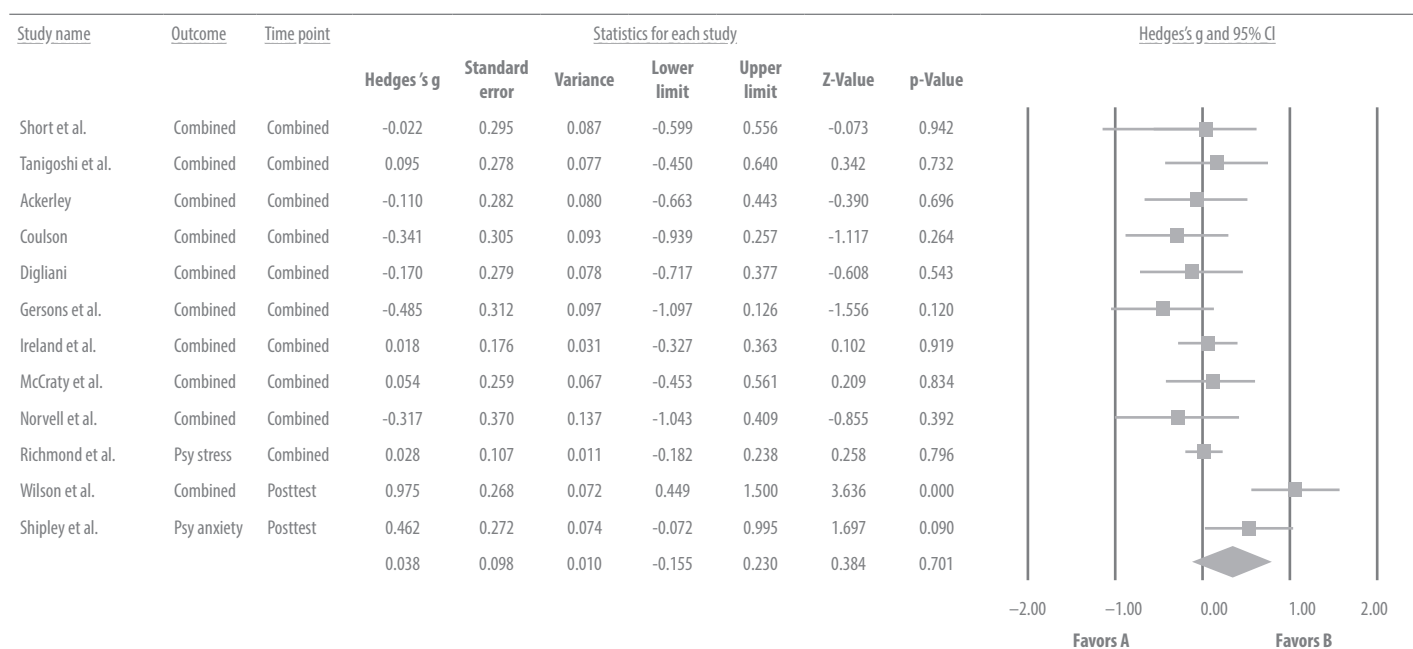 Study name Outcome Time point Statistics for each study Hedges's g and 95% CI
Hedges 's g Standard error Variance Lower limit Upper limit Z-Value p-Value
Short et al. Combined Combined -0.022 0.295 0.087 -0.599 0.556 -0.073 0.942
Tanigoshi et al. Combined Combined 0.095 0.278 0.077 -0.450 0.640 0.342 0.732
Ackerley Combined Combined -0.110 0.282 0.080 -0.663 0.443 -0.390 0.696
Coulson Combined Combined -0.341 0.305 0.093 -0.939 0.257 -1.117 0.264
Digliani Combined Combined -0.170 0.279 0.078 -0.717 0.377 -0.608 0.543
Gersons et al. Combined Combined -0.485 0.312 0.097 -1.097 0.126 -1.556 0.120
Ireland et al. Combined Combined 0.018 0.176 0.031 -0.327 0.363 0.102 0.919
McCraty et al. Combined Combined 0.054 0.259 0.067 -0.453 0.561 0.209 0.834
Norvell et al. Combined Combined -0.317 0.370 0.137 -1.043 0.409 -0.855 0.392
Richmond et al. Psy stress Combined 0.028 0.107 0.011 -0.182 0.238 0.258 0.796
Wilson et al. Combined Posttest 0.975 0.268 0.072 0.449 1.500 3.636 0.000
Shipley et al. Psy anxiety Posttest 0.462 0.272 0.074 -0.072 0.995 1.697 0.090
0.038 0.098 0.010 -0.155 0.230 0.384 0.701
−2.00 −1.00 0.00 1.00 2.00
Favors A Favors B